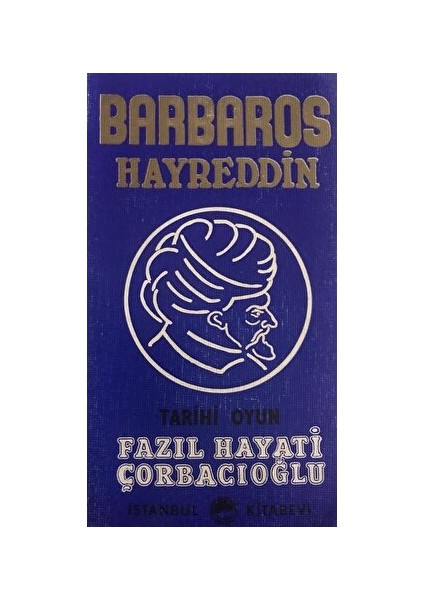 BARBAROS
HAYREDDİN
TARİHİ OYUN
FAZIL HAYATİ
ÇORBACIOĞLU
İSTANBUL KİTABEVİ